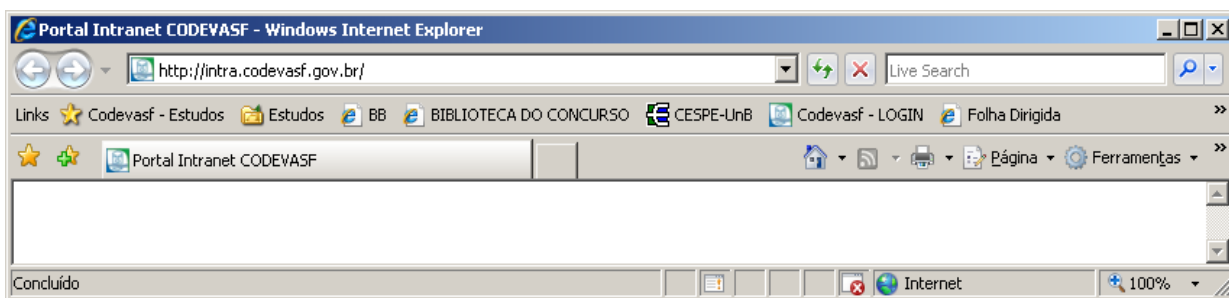 Portal Intranet CODEVASF - Windows Internet Explorer
http://intra.codevasf.gov.br/ Live Search
Links Codevasf - Estudos Estudos BB BIBLIOTECA DO CONCURSO CESPE-UnB Codevasf - LOGIN Folha Dirigida »
Portal Intranet CODEVASF Página Ferramentas »
Concluído Internet 100%